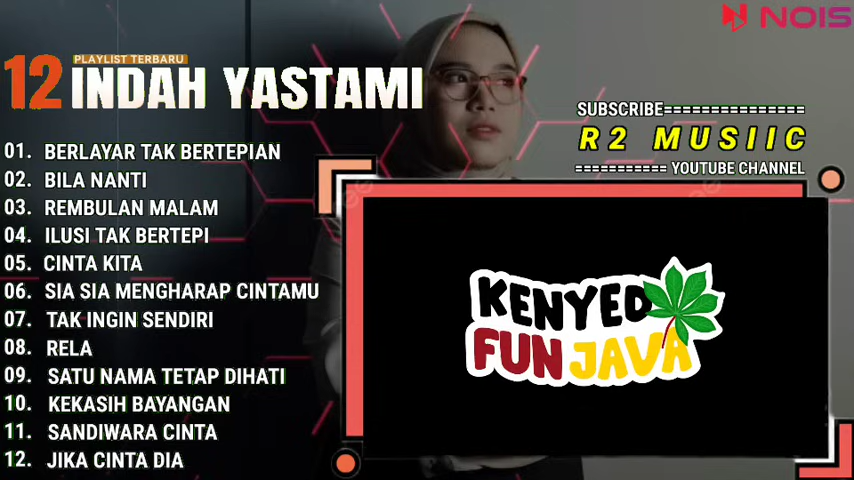 NOIS
PLAYLIST TERBARU
12 INDAH YASTAMI
SUBSCRIBE===============
R2 MUSIIC
=========== YOUTUBE CHANNEL
01. BERLAYAR TAK BERTEPIAN
02. BILA NANTI
03. REMBULAN MALAM
04. ILUSI TAK BERTEPI
05. CINTA KITA
06. SIA SIA MENGHARAP CINTAMU
07. TAK INGIN SENDIRI
08. RELA
09. SATU NAMA TETAP DIHATI
10. KEKASIH BAYANGAN
11. SANDIWARA CINTA
12. JIKA CINTA DIA
KENYED
FUN JAVA